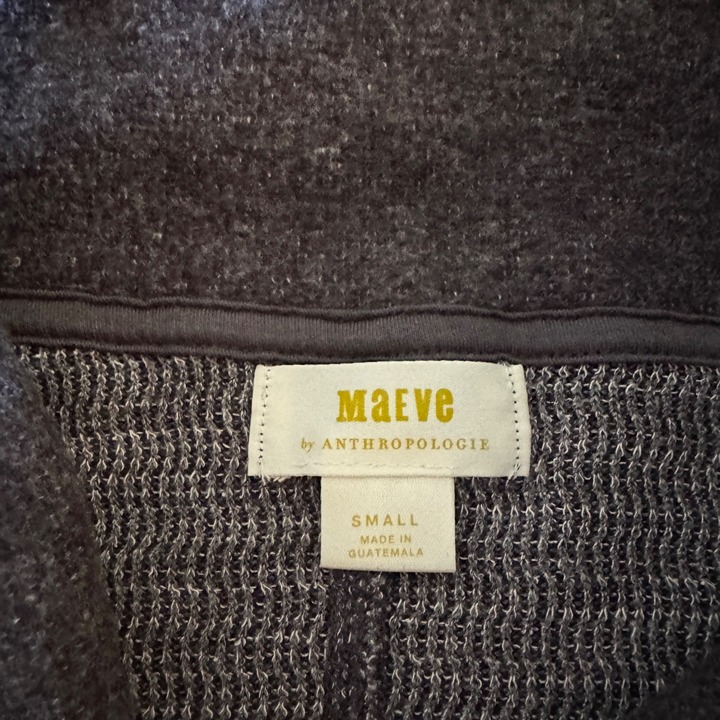 MaEve
by ANTHROPOLOGIE
SMALL
MADE IN
GUATEMALA